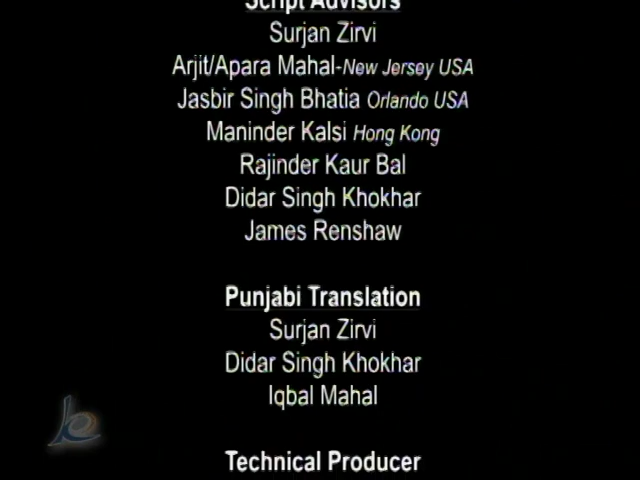 Script Advisors
Surjan Zirvi
Arjit/Apara Mahal-New Jersey USA
Jasbir Singh Bhatia Orlando USA
Maninder Kalsi Hong Kong
Rajinder Kaur Bal
Didar Singh Khokhar
James Renshaw
Punjabi Translation
Surjan Zirvi
Didar Singh Khokhar
Iqbal Mahal
Technical Producer